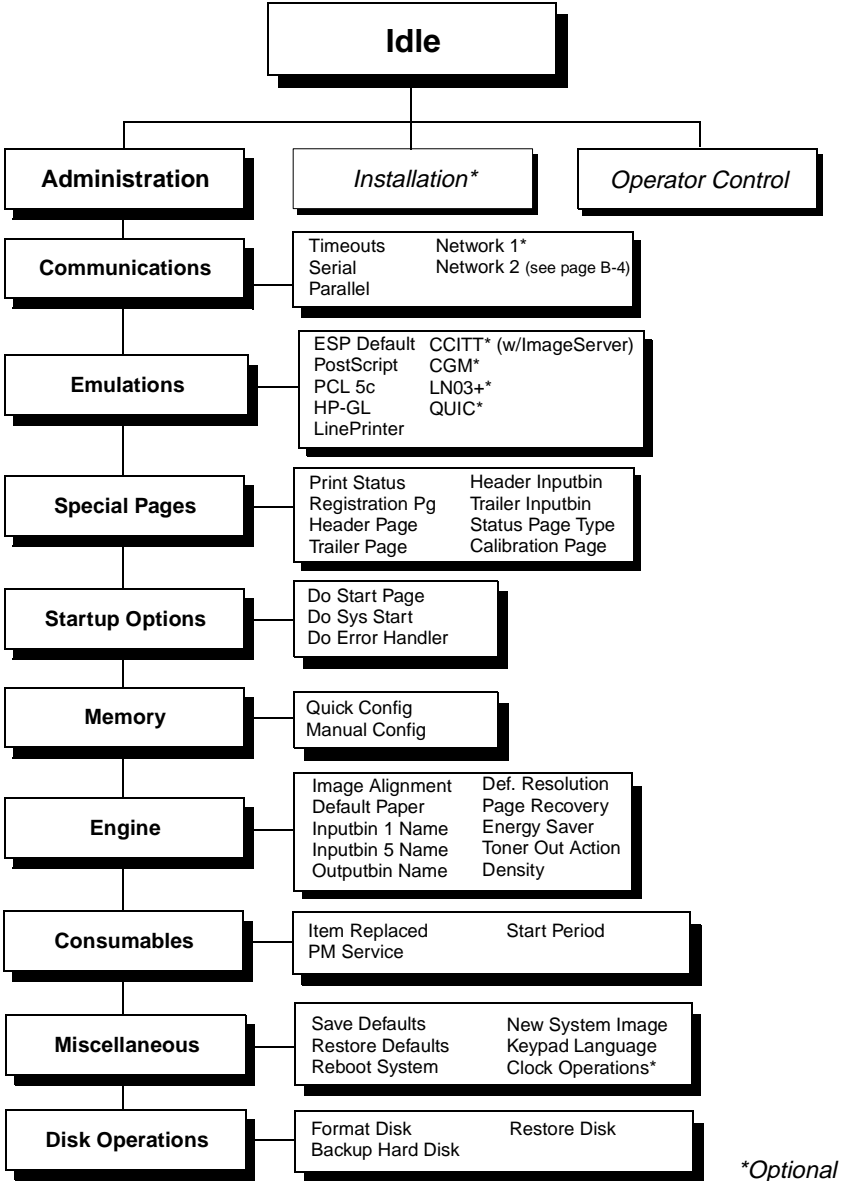 Idle
Administration
Installation*
Operator Control
Communications
Timeouts Network 1*
Serial Network 2 (see page B-4)
Parallel
Emulations
ESP Default CCITT* (w/ImageServer)
PostScript CGM*
PCL 5c LN03+*
HP-GL QUIC*
LinePrinter
Special Pages
Print Status Header Inputbin
Registration Pg Trailer Inputbin
Header Page Status Page Type
Trailer Page Calibration Page
Startup Options
Do Start Page
Do Sys Start
Do Error Handler
Memory
Quick Config
Manual Config
Engine
Image Alignment Def. Resolution
Default Paper Page Recovery
Inputbin 1 Name Energy Saver
Inputbin 5 Name Toner Out Action
Outputbin Name Density
Consumables
Item Replaced Start Period
PM Service
Miscellaneous
Save Defaults New System Image
Restore Defaults Keypad Language
Reboot System Clock Operations*
Disk Operations
Format Disk Restore Disk
Backup Hard Disk
*Optional